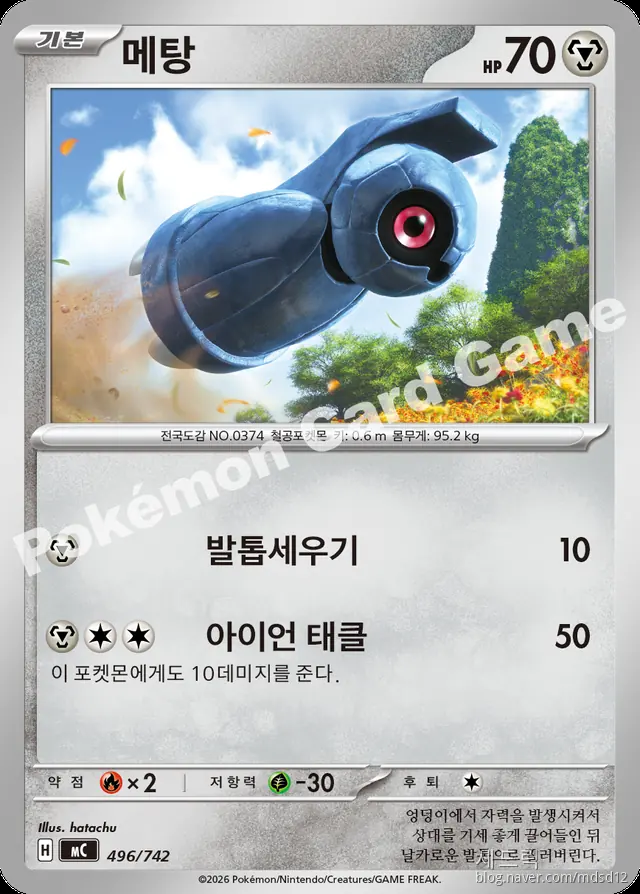 기본 메탕 HP 70
전국도감 NO.0374 철공포켓몬 키: 0.6 m 몸무게: 95.2 kg
Pokémon Card Game
발톱세우기 10
아이언 태클 50
이 포켓몬에게도 10데미지를 준다.
약점 ×2 저항력 -30 후퇴
Illus. hatachu
H mC 496/742
엉덩이에서 자력을 발생시켜서
상대를 기세 좋게 끌어들인 뒤
날카로운 발톱으로 찔러버린다.
blog.naver.com/mdsd12
©2026 Pokémon/Nintendo/Creatures/GAME FREAK.